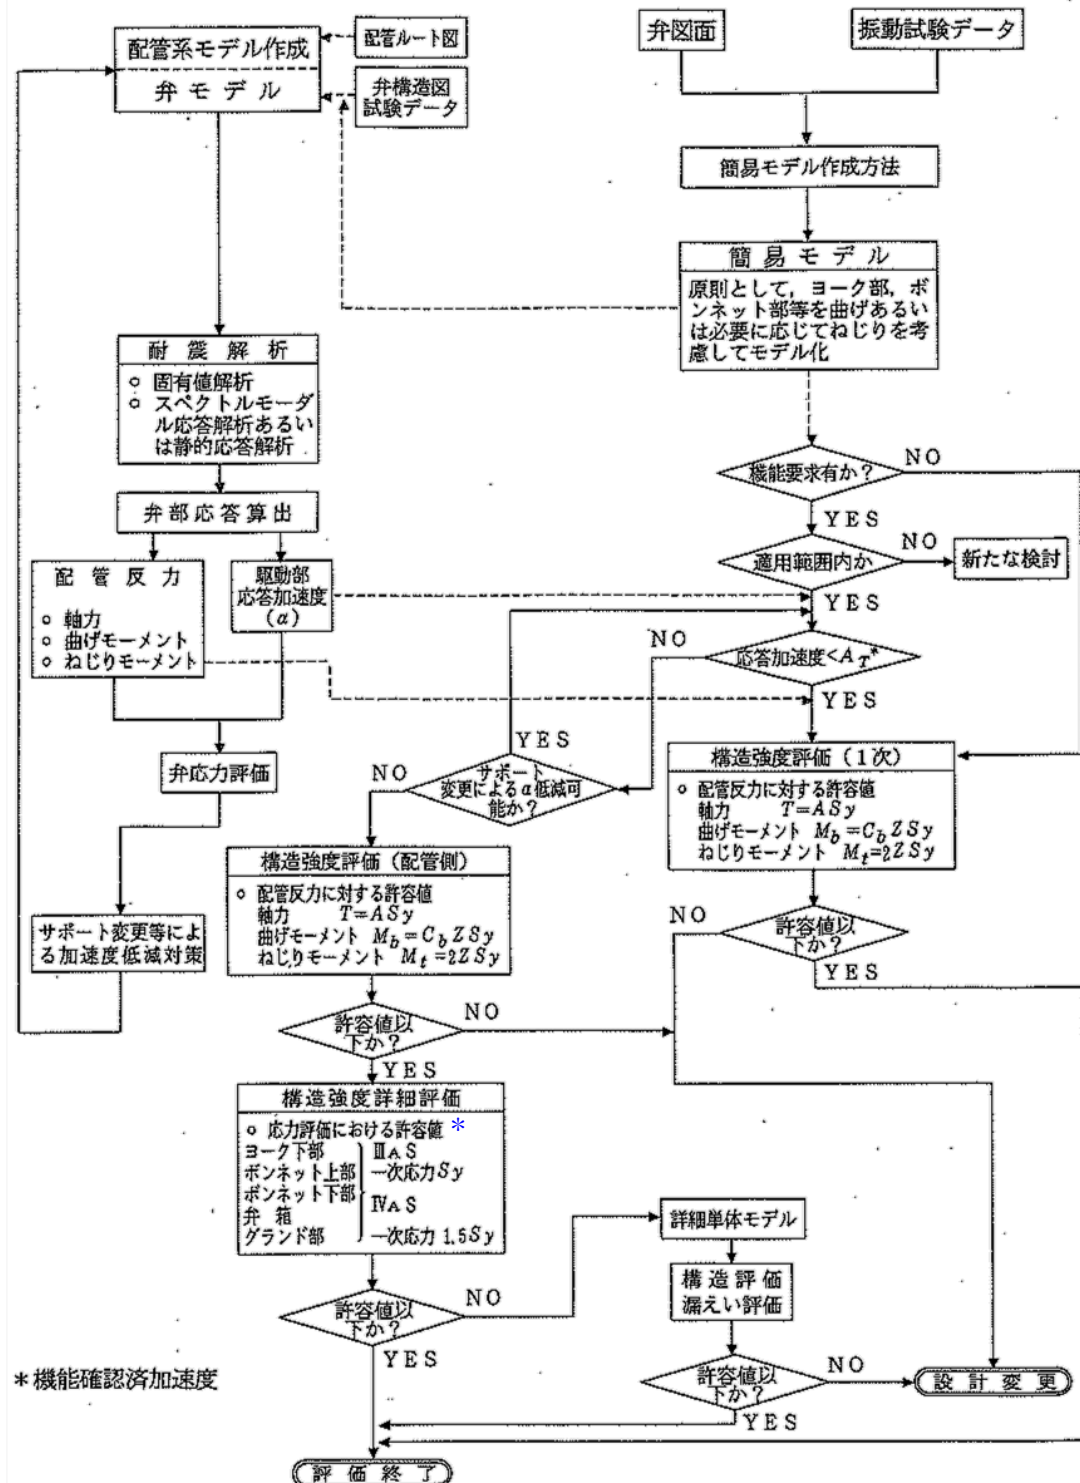 配管系モデル作成
弁モデル
配管ルート図
弁構造図
試験データ
弁図面
振動試験データ
簡易モデル作成方法
簡易モデル
原則として，ヨーク部，ボ
ンネット部等を曲げあるい
は必要に応じてねじりを考
慮してモデル化
耐震解析
○ 固有値解析
○ スペクトルモーダ
ル応答解析あるい
は静的応答解析
弁部応答算出
配管反力
○ 軸力
○ 曲げモーメント
○ ねじりモーメント
駆動部
応答加速度
(α)
弁応力評価
サポート変更等によ
る加速度低減対策
機能要求有か？
NO
YES
適用範囲内か
NO
新たな検討
YES
応答加速度<A_T*
NO
YES
サポート
変更によるα低減可
能か？
YES
NO
構造強度評価（1次）
○ 配管反力に対する許容値
軸力 T=ASy
曲げモーメント M_b=C_b ZSy
ねじりモーメント M_t=2ZSy
許容値以
下か？
NO
YES
構造強度評価（配管側）
○ 配管反力に対する許容値
軸力 T=ASy
曲げモーメント M_b=C_b ZSy
ねじりモーメント M_t=2ZSy
許容値以
下か？
NO
YES
構造強度詳細評価
○ 応力評価における許容値 *
ヨーク下部 ⅢAS
ボンネット上部 一次応力Sy
ボンネット下部
弁箱 ⅣAS
グランド部 一次応力 1.5Sy
許容値以
下か？
NO
YES
詳細単体モデル
構造評価
漏えい評価
許容値以
下か？
NO
YES
設計変更
評価終了
*機能確認済加速度